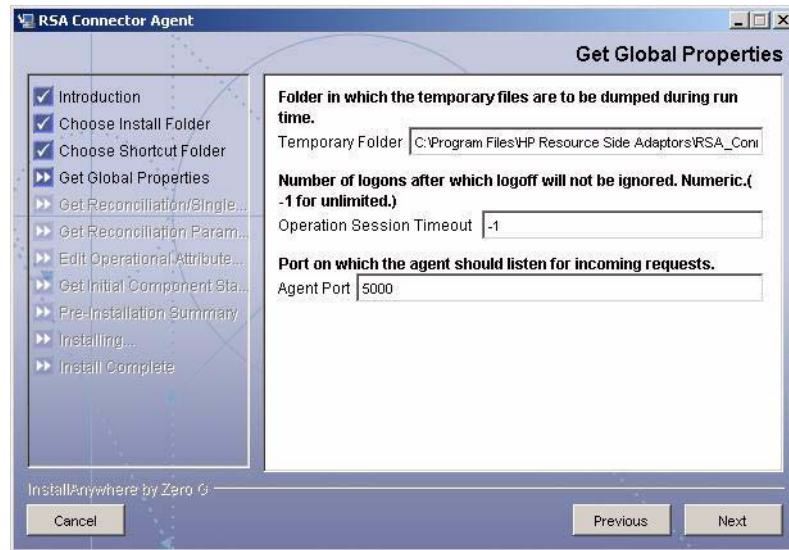 RSA Connector Agent
Get Global Properties
Introduction
Choose Install Folder
Choose Shortcut Folder
Get Global Properties
Get Reconciliation/Single...
Get Reconciliation Param...
Edit Operational Attribute...
Get Initial Component Sta...
Pre-Installation Summary
Installing...
Install Complete
Folder in which the temporary files are to be dumped during run
time.
Temporary Folder C:\Program Files\HP Resource Side Adaptors\RSA_Con
Number of logons after which logoff will not be ignored. Numeric.(
-1 for unlimited.)
Operation Session Timeout -1
Port on which the agent should listen for incoming requests.
Agent Port 5000
InstallAnywhere by Zero G
Cancel
Previous
Next